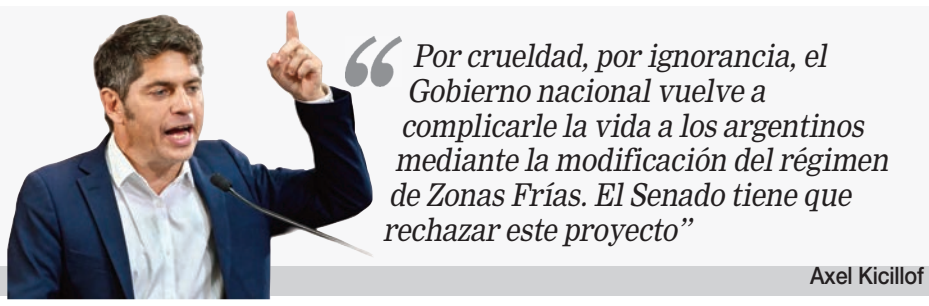 “ Por crueldad, por ignorancia, el
Gobierno nacional vuelve a
complicarle la vida a los argentinos
mediante la modificación del régimen
de Zonas Frías. El Senado tiene que
rechazar este proyecto”
Axel Kicillof